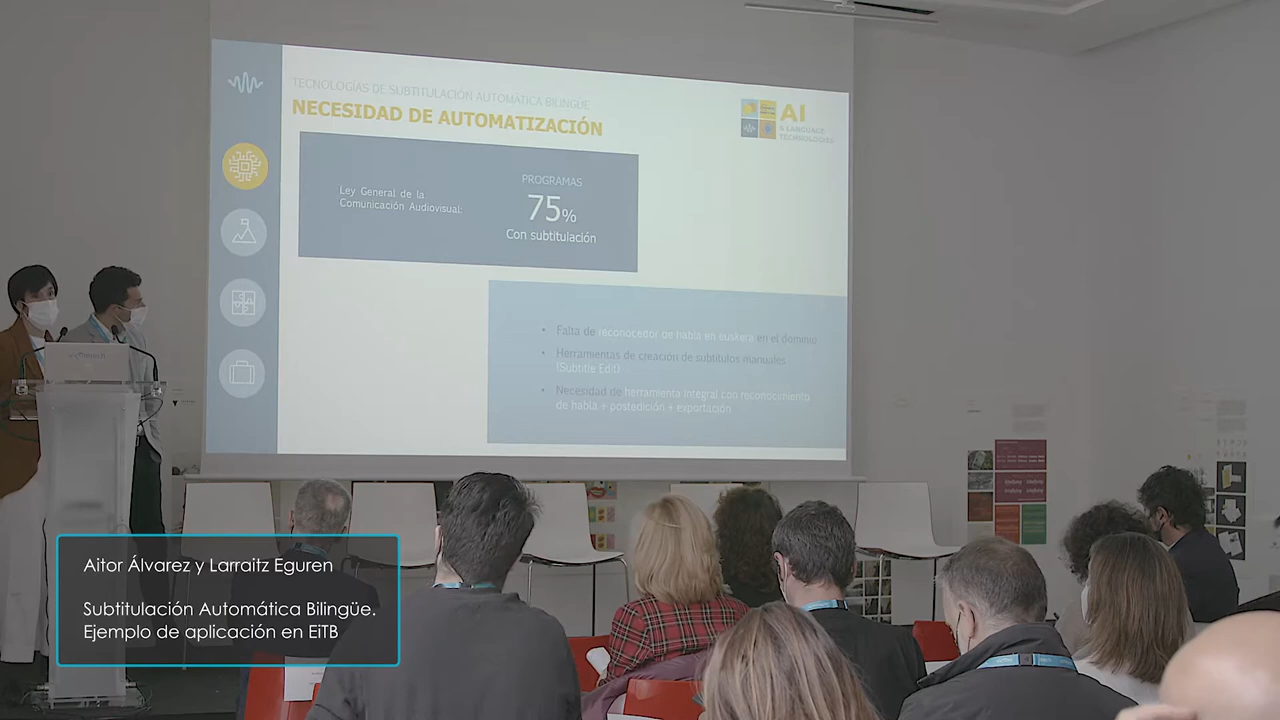 TECNOLOGÍAS DE SUBTITULACIÓN AUTOMÁTICA BILINGÜE
NECESIDAD DE AUTOMATIZACIÓN
AI
& LANGUAGE
TECHNOLOGIES
Ley General de la
Comunicación Audiovisual:
PROGRAMAS
75%
Con subtitulación
• Falta de reconocedor de habla en euskera en el dominio
• Herramientas de creación de subtítulos manuales
(Subtitle Edit)
• Necesidad de herramienta integral con reconocimiento
de habla + postedición + exportación
Aitor Álvarez y Larraitz Eguren
Subtitulación Automática Bilingüe.
Ejemplo de aplicación en EiTB